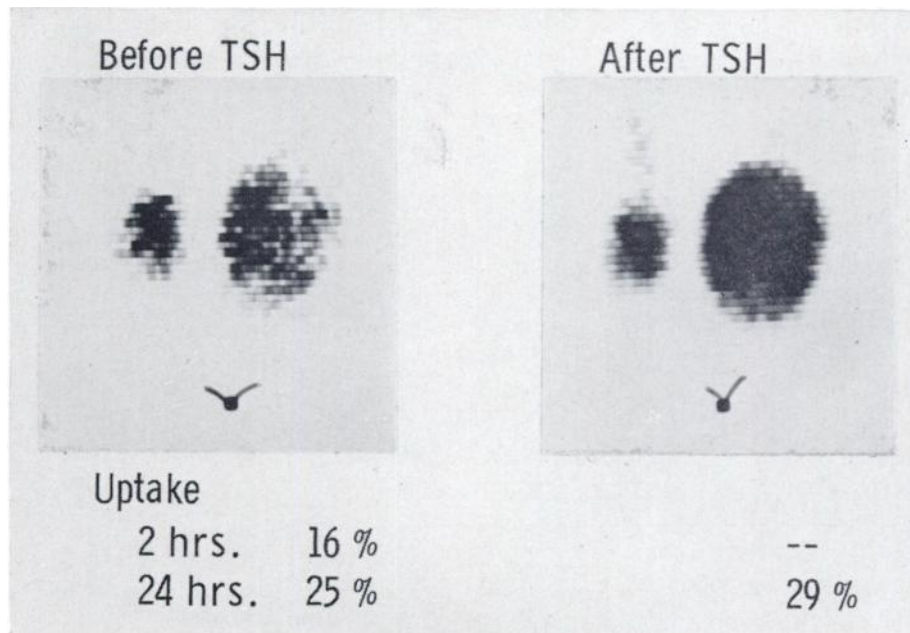 Before TSH
After TSH
Uptake
2 hrs. 16 % --
24 hrs. 25 % 29 %